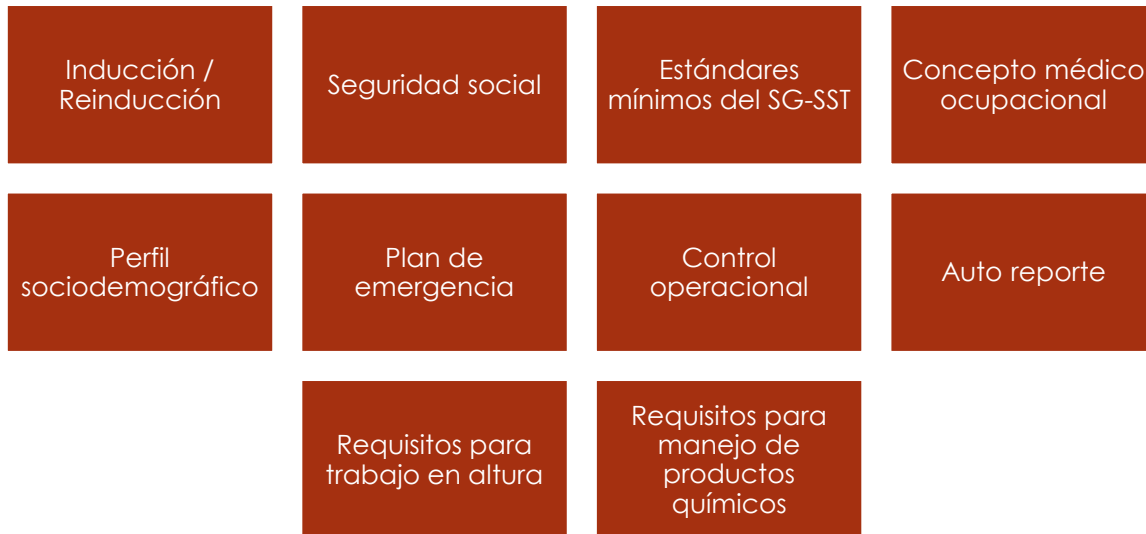 Inducción /
Reinducción
Seguridad social
Estándares
mínimos del SG-SST
Concepto médico
ocupacional
Perfil
sociodemográfico
Plan de
emergencia
Control
operacional
Auto reporte
Requisitos para
trabajo en altura
Requisitos para
manejo de
productos
químicos